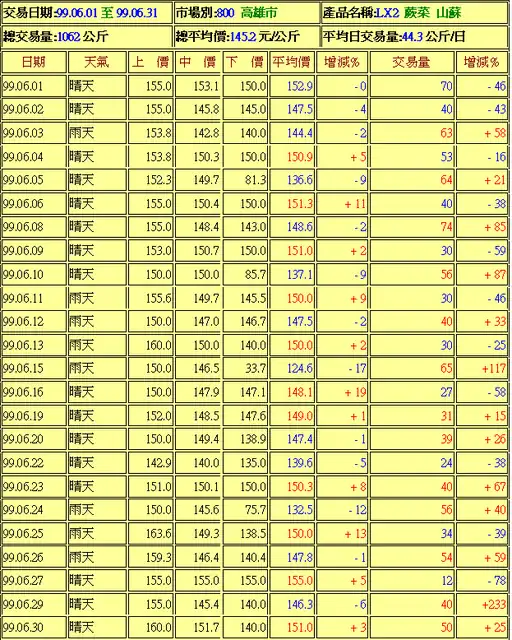 交易日期:99.06.01 至 99.06.31 市場別:800 高雄市 產品名稱:LX2 蕨菜 山蘇
總交易量:1062 公斤 總平均價:145.2 元/公斤 平均日交易量:44.3 公斤/日
日期 天氣 上 價 中 價 下 價 平均價 增減% 交易量 增減%
99.06.01 晴天 155.0 153.1 150.0 152.9 - 0 70 - 46
99.06.02 晴天 155.0 145.8 145.0 147.5 - 4 40 - 43
99.06.03 雨天 153.8 142.8 140.0 144.4 - 2 63 + 58
99.06.04 晴天 153.8 150.3 150.0 150.9 + 5 53 - 16
99.06.05 晴天 152.3 149.7 81.3 136.6 - 9 64 + 21
99.06.06 晴天 155.0 150.4 150.0 151.3 + 11 40 - 38
99.06.08 晴天 155.0 148.4 143.0 148.6 - 2 74 + 85
99.06.09 晴天 153.0 150.7 150.0 151.0 + 2 30 - 59
99.06.10 晴天 150.0 150.0 85.7 137.1 - 9 56 + 87
99.06.11 雨天 155.6 149.7 145.5 150.0 + 9 30 - 46
99.06.12 雨天 150.0 147.0 146.7 147.5 - 2 40 + 33
99.06.13 雨天 160.0 150.0 140.0 150.0 + 2 30 - 25
99.06.15 雨天 150.0 146.5 33.7 124.6 - 17 65 +117
99.06.16 晴天 150.0 147.9 147.1 148.1 + 19 27 - 58
99.06.19 晴天 152.0 148.5 147.6 149.0 + 1 31 + 15
99.06.20 晴天 150.0 149.4 138.9 147.4 - 1 39 + 26
99.06.22 晴天 142.9 140.0 135.0 139.6 - 5 24 - 38
99.06.23 晴天 151.0 150.1 150.0 150.3 + 8 40 + 67
99.06.24 雨天 150.0 145.6 75.7 132.5 - 12 56 + 40
99.06.25 雨天 163.6 149.3 138.5 150.0 + 13 34 - 39
99.06.26 雨天 159.3 146.4 140.4 147.8 - 1 54 + 59
99.06.27 晴天 155.0 155.0 155.0 155.0 + 5 12 - 78
99.06.29 晴天 155.0 145.4 140.0 146.3 - 6 40 +233
99.06.30 晴天 160.0 151.7 140.0 151.0 + 3 50 + 25